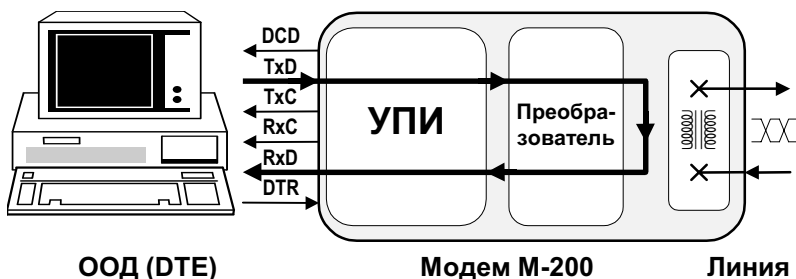 DCD
TxD
TxC
RxC
RxD
DTR
УПИ
Преобра-
зователь
ООД (DTE)
Модем М-200
Линия